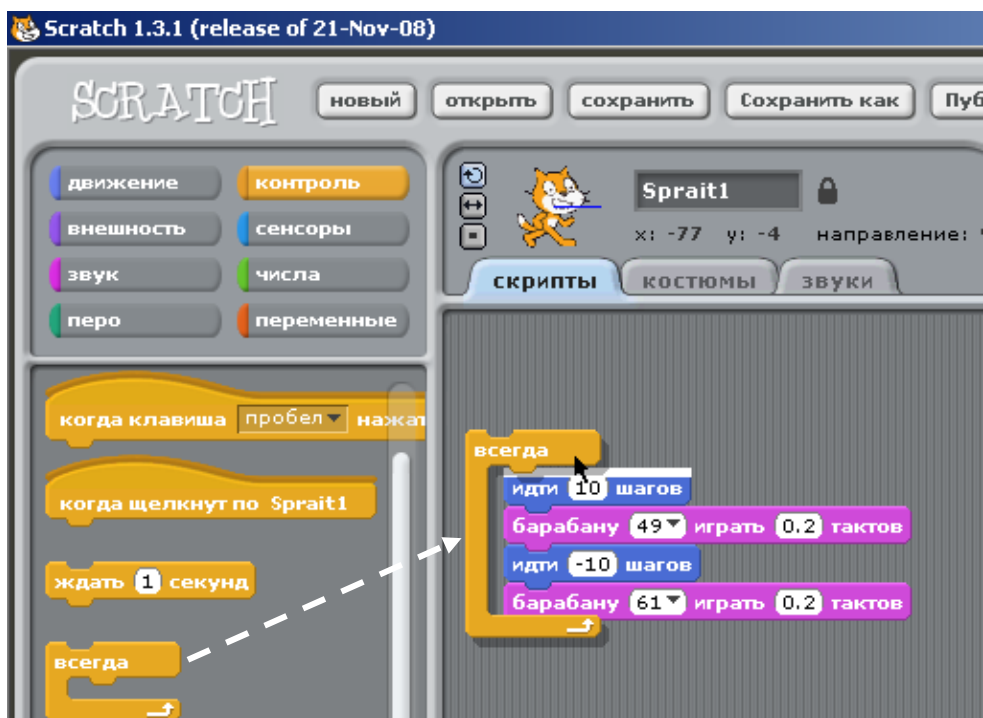 Scratch 1.3.1 (release of 21-Nov-08)
SCRATCH новый открыть сохранить Сохранить как Пуб
движение контроль
внешность сенсоры
звук числа
перо переменные
Sprait1
x: -77 y: -4 направление:
скрипты костюмы звуки
когда клавиша пробел нажат
когда щелкнут по Sprait1
ждать 1 секунд
всегда
всегда
идти 10 шагов
барабану 49 играть 0.2 тактов
идти -10 шагов
барабану 61 играть 0.2 тактов